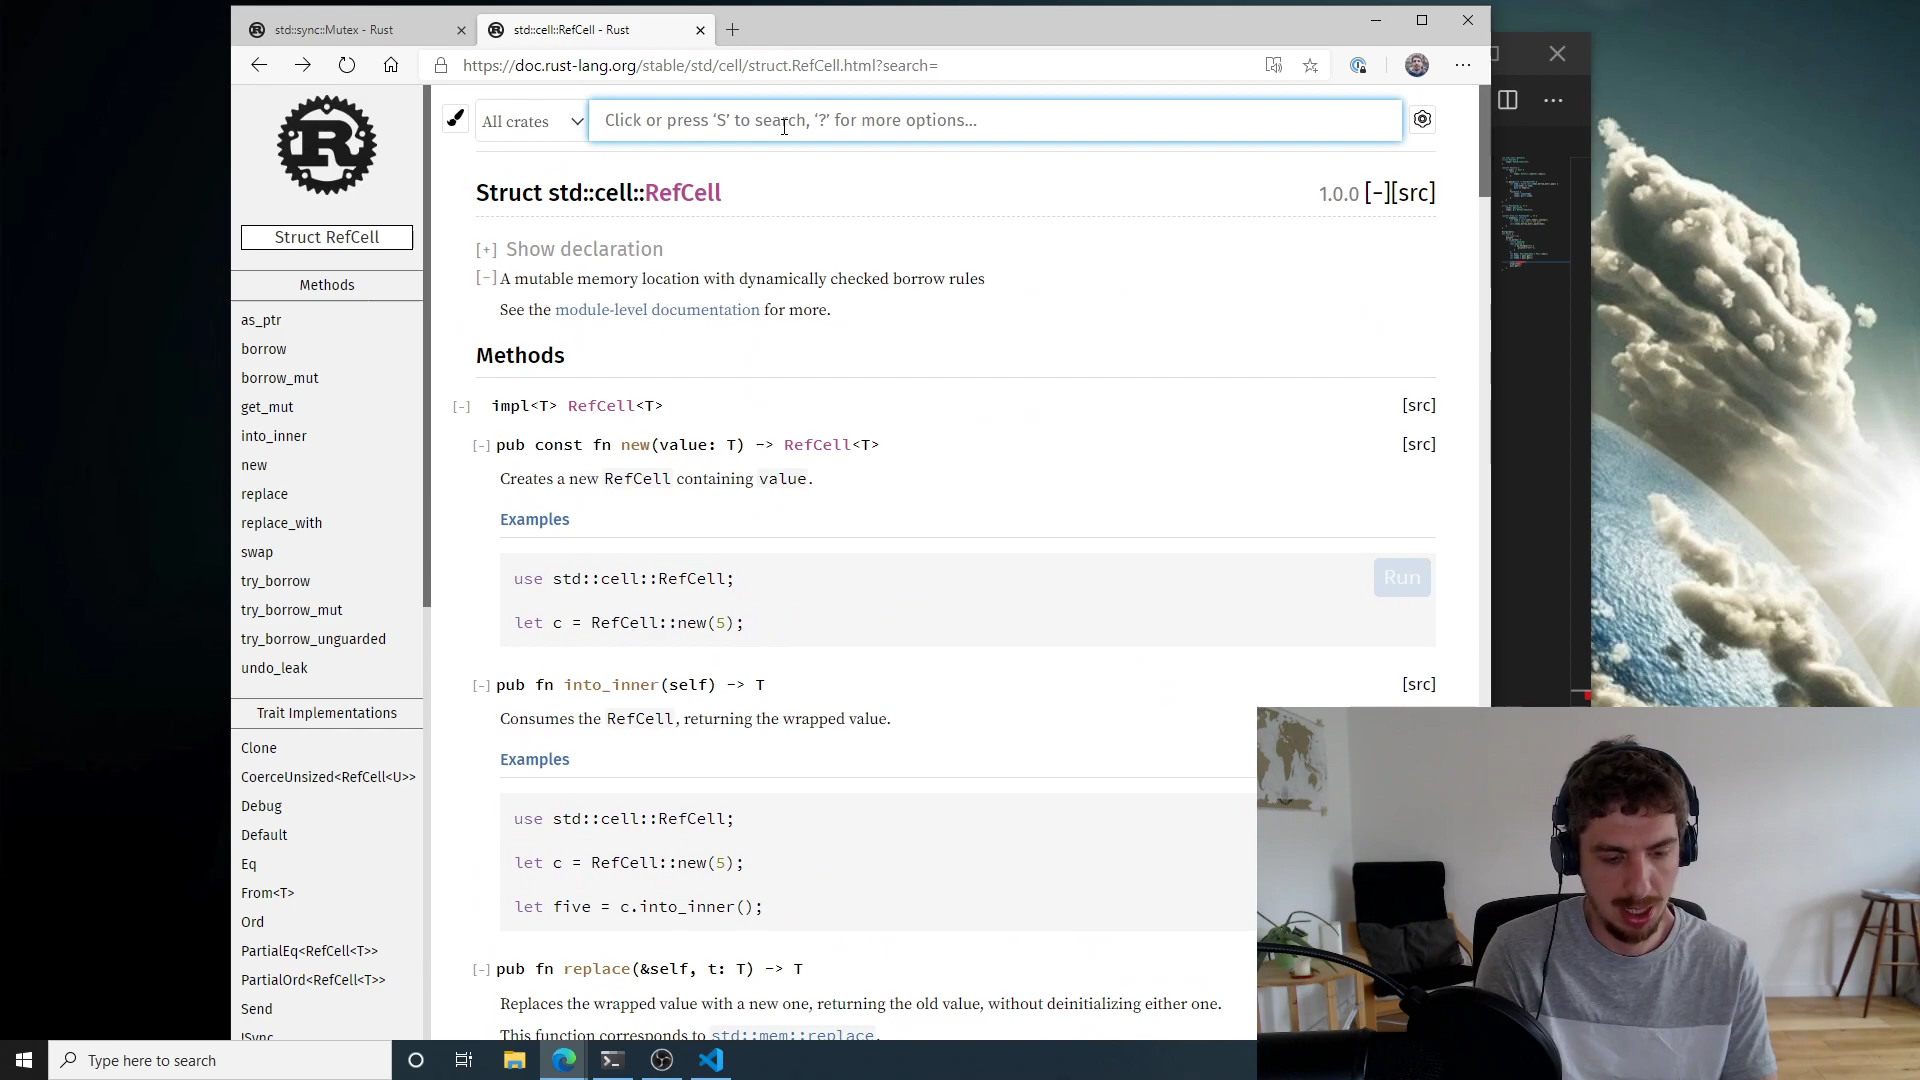 std::sync::Mutex - Rust
std::cell::RefCell - Rust
https://doc.rust-lang.org/stable/std/cell/struct.RefCell.html?search=
All crates
Click or press ‘S’ to search, ‘?’ for more options…
Struct RefCell
Methods
as_ptr
borrow
borrow_mut
get_mut
into_inner
new
replace
replace_with
swap
try_borrow
try_borrow_mut
try_borrow_unguarded
undo_leak
Trait Implementations
Clone
CoerceUnsized<RefCell<U>>
Debug
Default
Eq
From<T>
Ord
PartialEq<RefCell<T>>
PartialOrd<RefCell<T>>
Send
!Sync
Struct std::cell::RefCell
1.0.0 [-][src]
[+] Show declaration
[-] A mutable memory location with dynamically checked borrow rules
See the module-level documentation for more.
Methods
[-] impl<T> RefCell<T> [src]
[-] pub const fn new(value: T) -> RefCell<T> [src]
Creates a new RefCell containing value.
Examples
use std::cell::RefCell;
Run
let c = RefCell::new(5);
[-] pub fn into_inner(self) -> T [src]
Consumes the RefCell, returning the wrapped value.
Examples
use std::cell::RefCell;
let c = RefCell::new(5);
let five = c.into_inner();
[-] pub fn replace(&self, t: T) -> T
Replaces the wrapped value with a new one, returning the old value, without deinitializing either one.
This function corresponds to std::mem::replace.
Type here to search